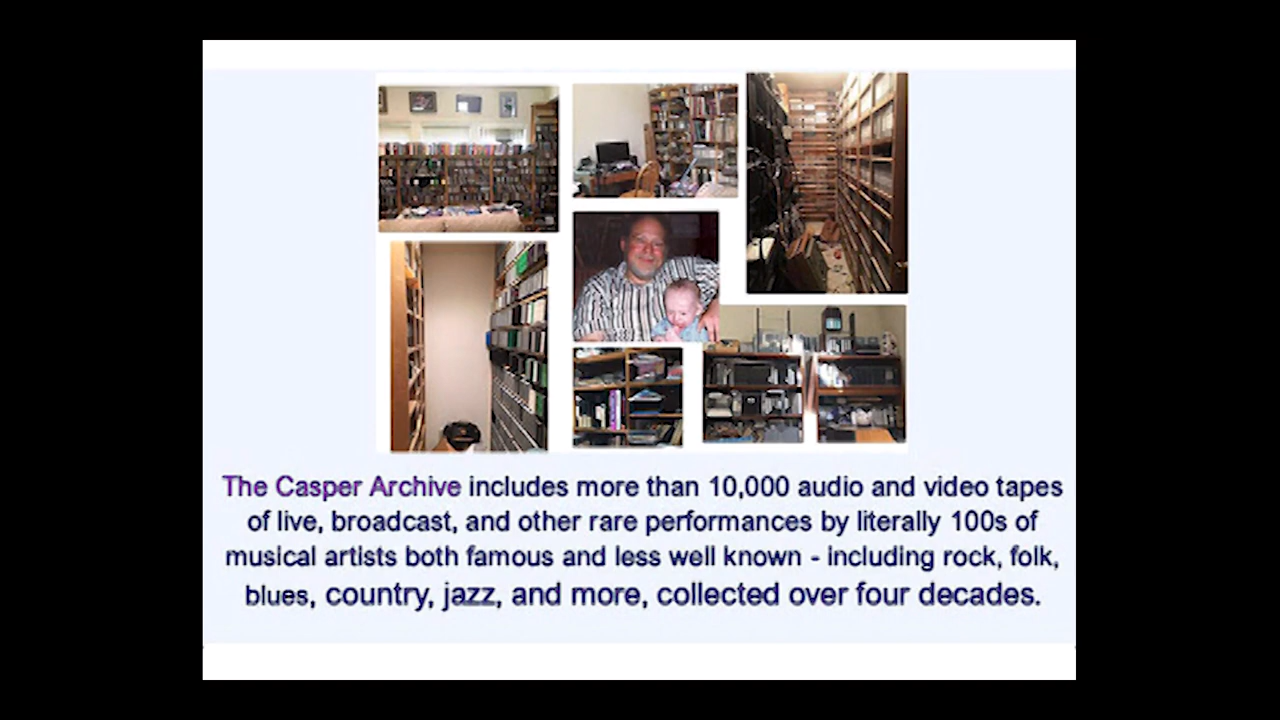 The Casper Archive includes more than 10,000 audio and video tapes
of live, broadcast, and other rare performances by literally 100s of
musical artists both famous and less well known - including rock, folk,
blues, country, jazz, and more, collected over four decades.